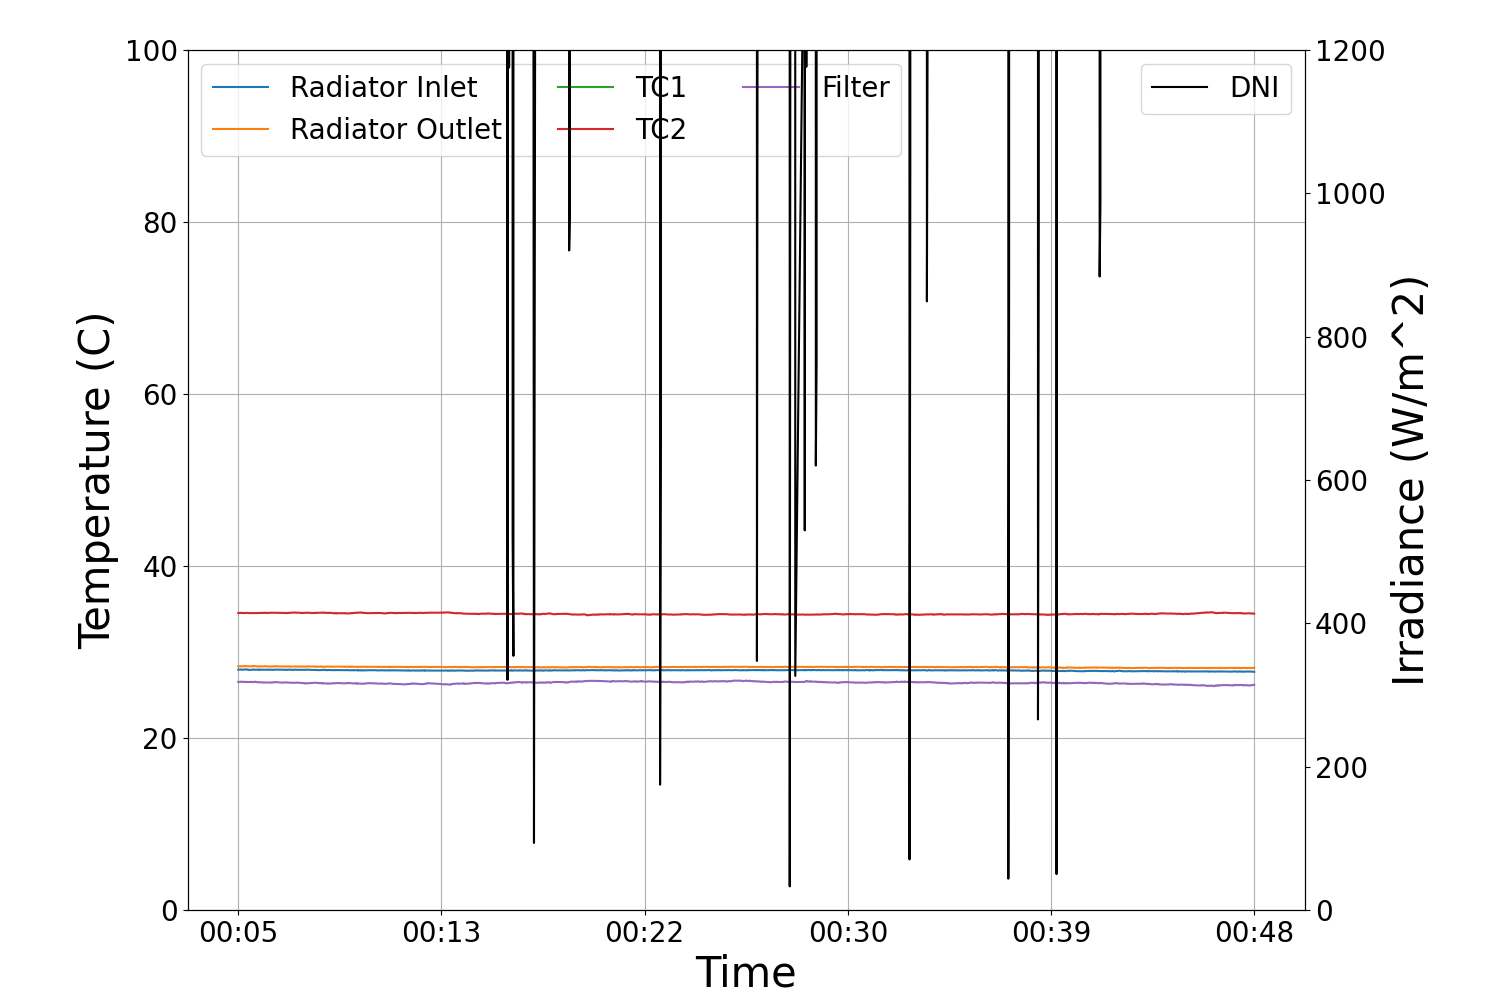 100
80
60
40
20
0
Temperature (C)
Radiator Inlet
Radiator Outlet
TC1
TC2
Filter
DNI
1200
1000
800
600
400
200
0
Irradiance (W/m^2)
00:05 00:13 00:22 00:30 00:39 00:48
Time